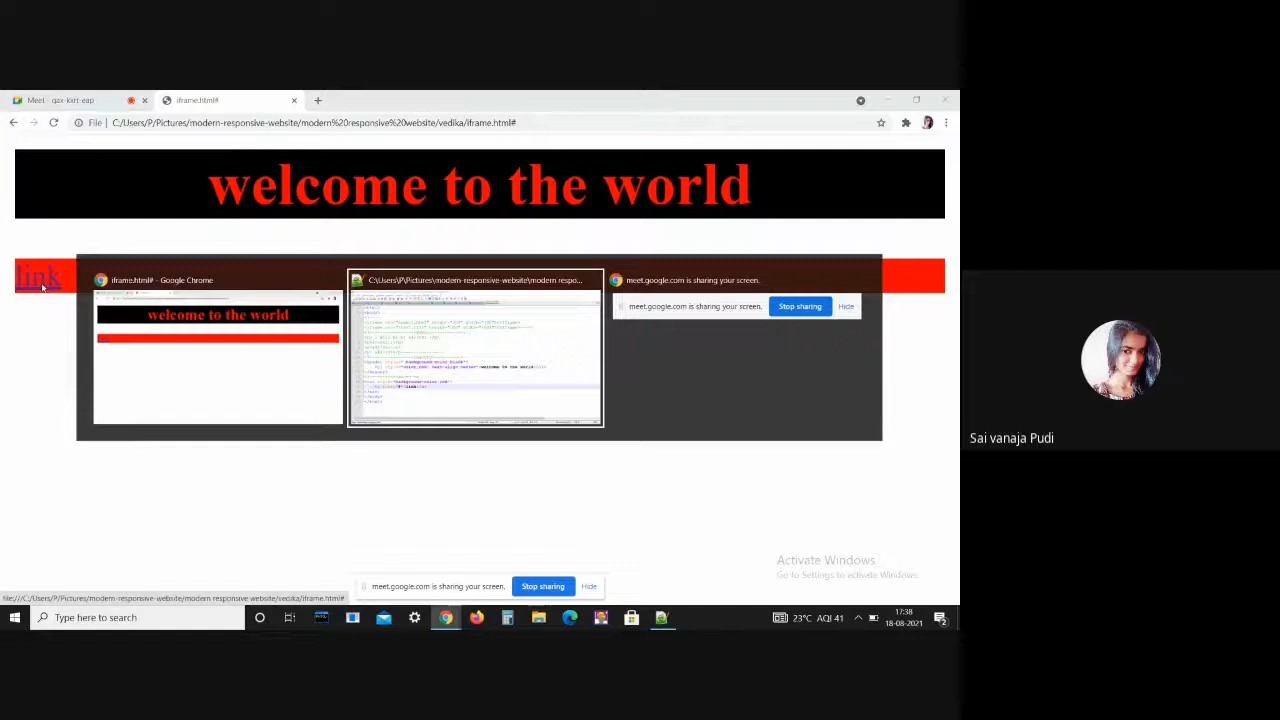 Meet - qax-kxrr-eap
iframe.html#
File | C:/Users/P/Pictures/modern-responsive-website/modern%20responsive%20website/vedika/iframe.html#
welcome to the world
link
iframe.html# - Google Chrome
C:\Users\P\Pictures\modern-responsive-website\modern respo...
meet.google.com is sharing your screen.
welcome to the world
meet.google.com is sharing your screen.
Stop sharing
Hide
Sai vanaja Pudi
Activate Windows
Go to Settings to activate Windows.
meet.google.com is sharing your screen.
Stop sharing
Hide
file:///C:/Users/P/Pictures/modern-responsive-website/modern responsive website/vedika/iframe.html#
Type here to search
23°C AQI 41
17:38
18-08-2021
2